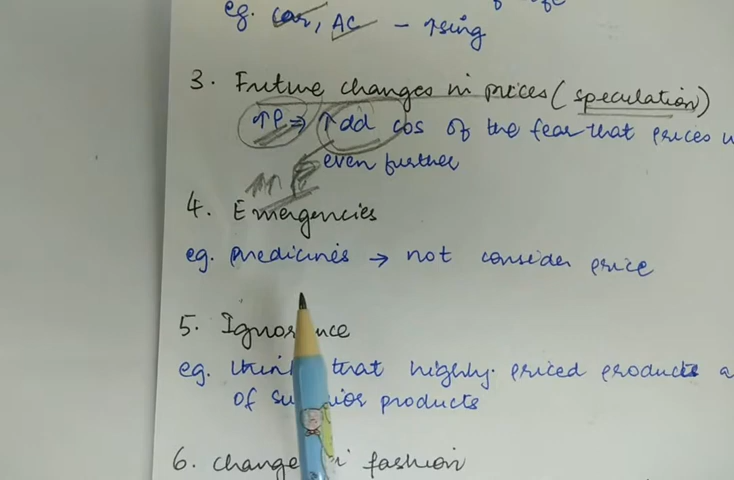 eg. car, AC – ↑sing
3. Future changes in prices (speculation)
↑P ⇒ ↑dd cos of the fear that prices
even further
↑↑ P
4. Emergencies
eg. medicines → not consider price
5. Ignorance
eg. think that highly priced products a
of superior products
6. change in fashion